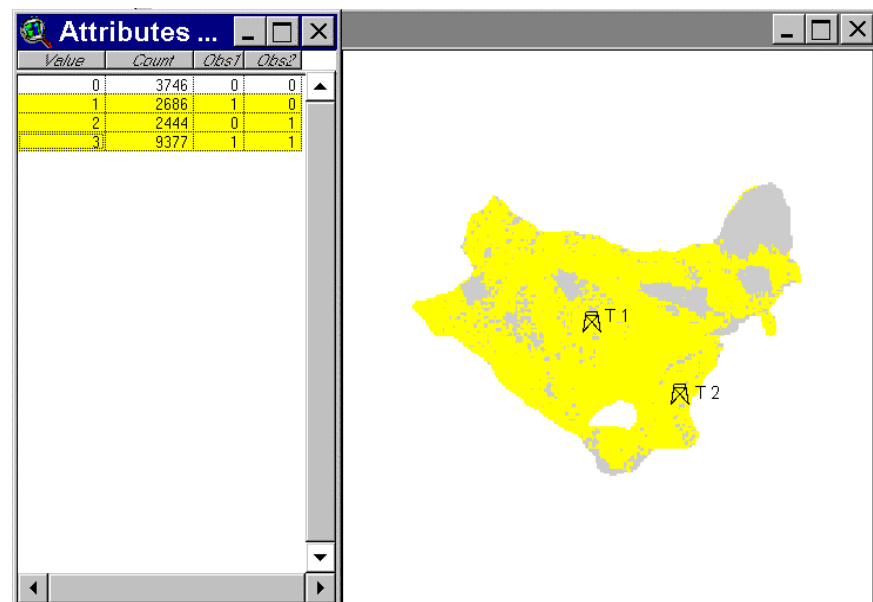 Attributes ...
Value Count Obs1 Obs2
0 3746 0 0
1 2686 1 0
2 2444 0 1
3 9377 1 1
T 1
T 2